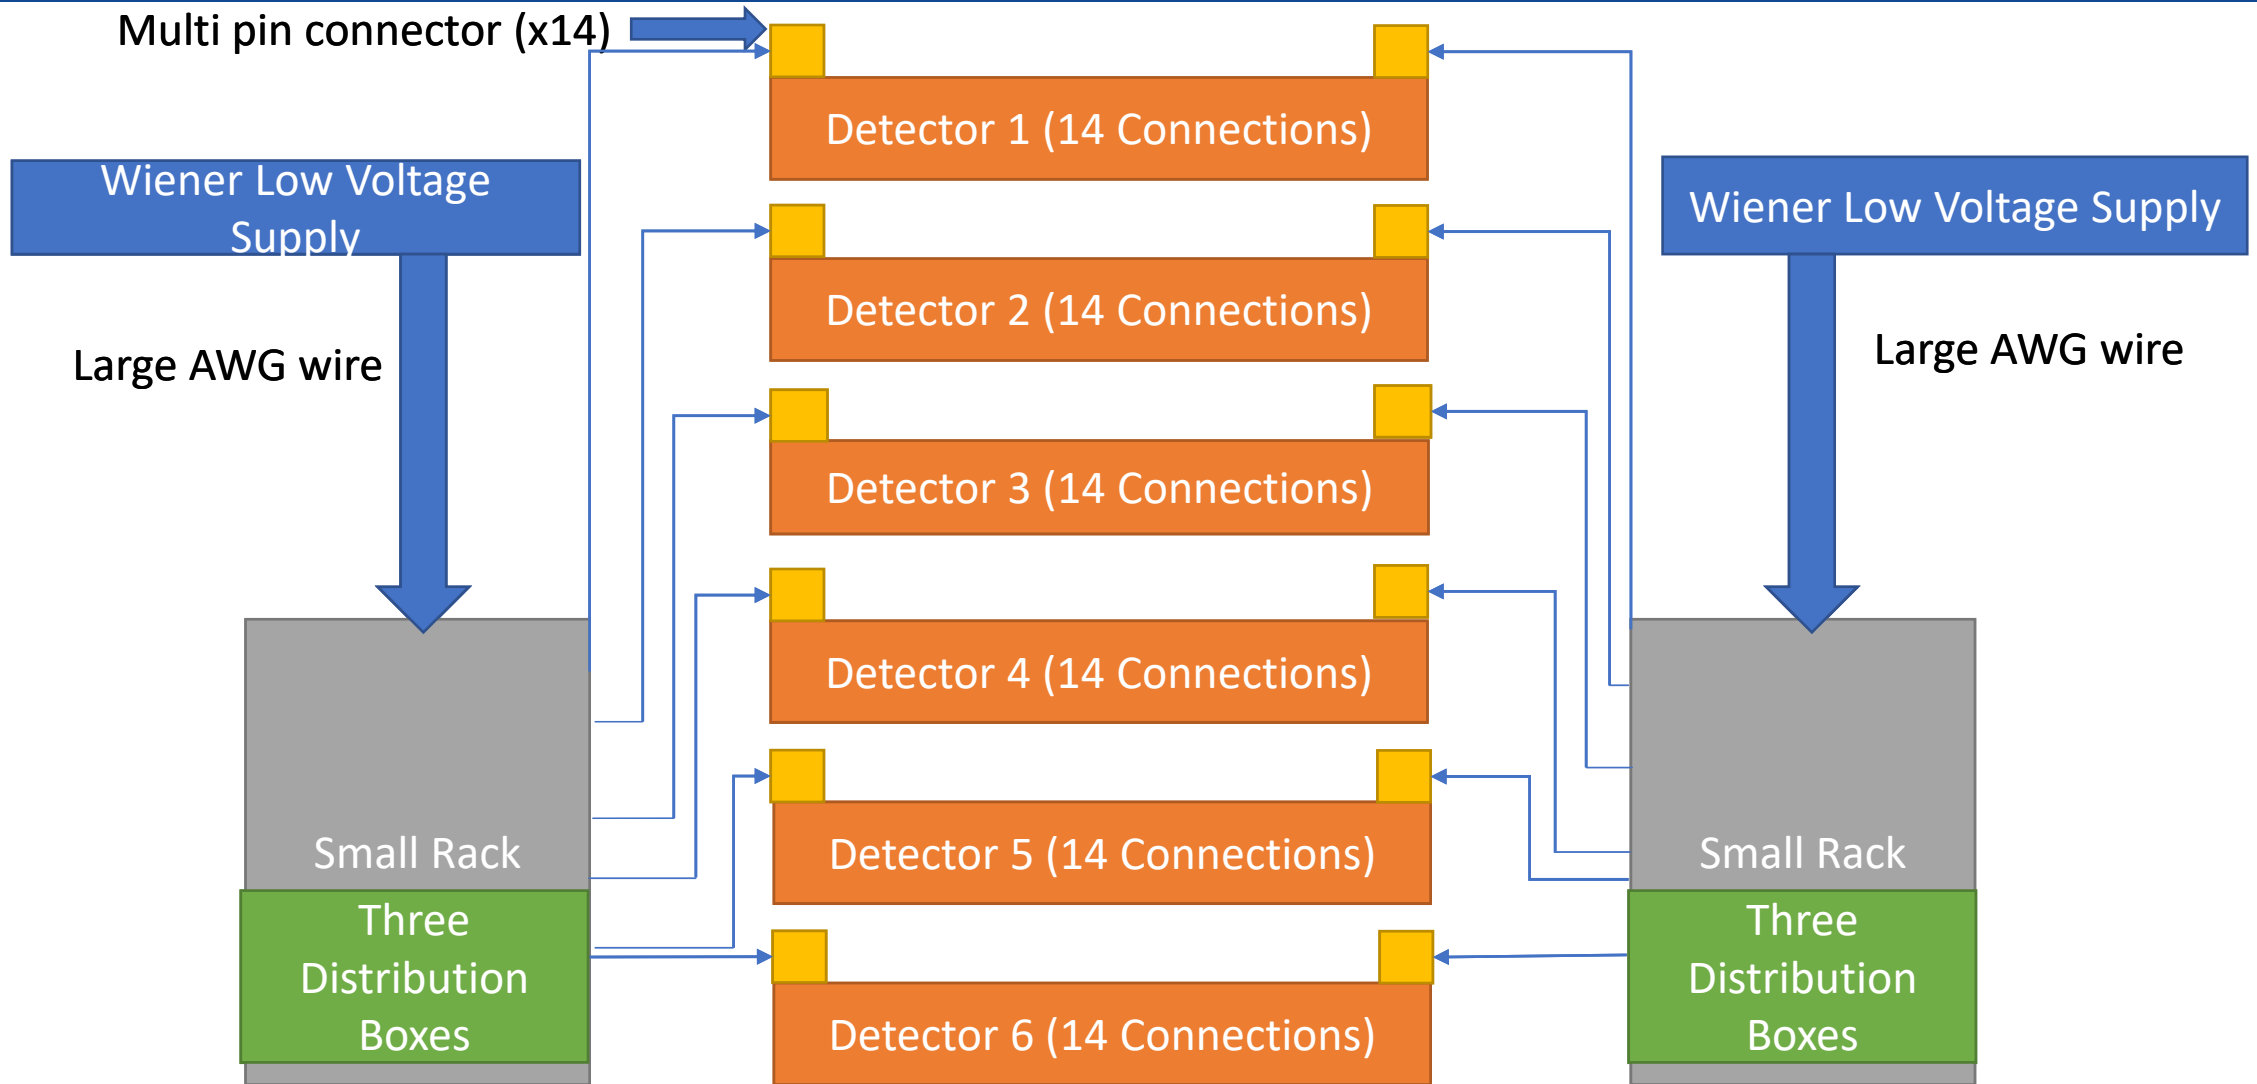 Multi pin connector (x14)
Detector 1 (14 Connections)
Wiener Low Voltage
Supply
Wiener Low Voltage Supply
Detector 2 (14 Connections)
Large AWG wire
Large AWG wire
Detector 3 (14 Connections)
Detector 4 (14 Connections)
Small Rack
Detector 5 (14 Connections)
Small Rack
Three
Distribution
Boxes
Three
Distribution
Boxes
Detector 6 (14 Connections)